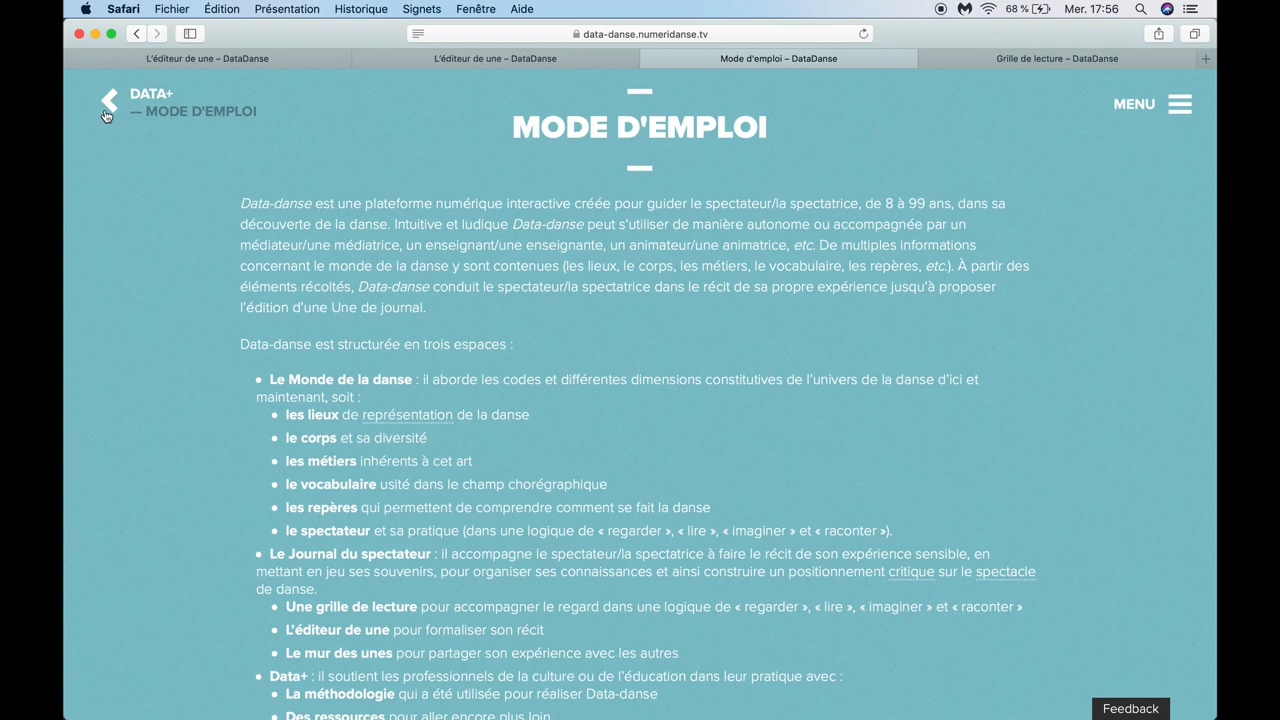 Safari Fichier Édition Présentation Historique Signets Fenêtre Aide 68 % Mer. 17:56
data-danse.numeridanse.tv
L'éditeur de une – DataDanse L'éditeur de une – DataDanse Mode d'emploi – DataDanse Grille de lecture – DataDanse
DATA+
— MODE D'EMPLOI
MENU
MODE D'EMPLOI
Data-danse est une plateforme numérique interactive créée pour guider le spectateur/la spectatrice, de 8 à 99 ans, dans sa
découverte de la danse. Intuitive et ludique Data-danse peut s'utiliser de manière autonome ou accompagnée par un
médiateur/une médiatrice, un enseignant/une enseignante, un animateur/une animatrice, etc. De multiples informations
concernant le monde de la danse y sont contenues (les lieux, le corps, les métiers, le vocabulaire, les repères, etc.). À partir des
éléments récoltés, Data-danse conduit le spectateur/la spectatrice dans le récit de sa propre expérience jusqu'à proposer
l'édition d'une Une de journal.
Data-danse est structurée en trois espaces :
• Le Monde de la danse : il aborde les codes et différentes dimensions constitutives de l'univers de la danse d'ici et
maintenant, soit :
• les lieux de représentation de la danse
• le corps et sa diversité
• les métiers inhérents à cet art
• le vocabulaire usité dans le champ chorégraphique
• les repères qui permettent de comprendre comment se fait la danse
• le spectateur et sa pratique (dans une logique de « regarder », « lire », « imaginer » et « raconter »).
• Le Journal du spectateur : il accompagne le spectateur/la spectatrice à faire le récit de son expérience sensible, en
mettant en jeu ses souvenirs, pour organiser ses connaissances et ainsi construire un positionnement critique sur le spectacle
de danse.
• Une grille de lecture pour accompagner le regard dans une logique de « regarder », « lire », « imaginer » et « raconter »
• L'éditeur de une pour formaliser son récit
• Le mur des unes pour partager son expérience avec les autres
• Data+ : il soutient les professionnels de la culture ou de l'éducation dans leur pratique avec :
• La méthodologie qui a été utilisée pour réaliser Data-danse
• Des ressources pour aller encore plus loin
Feedback